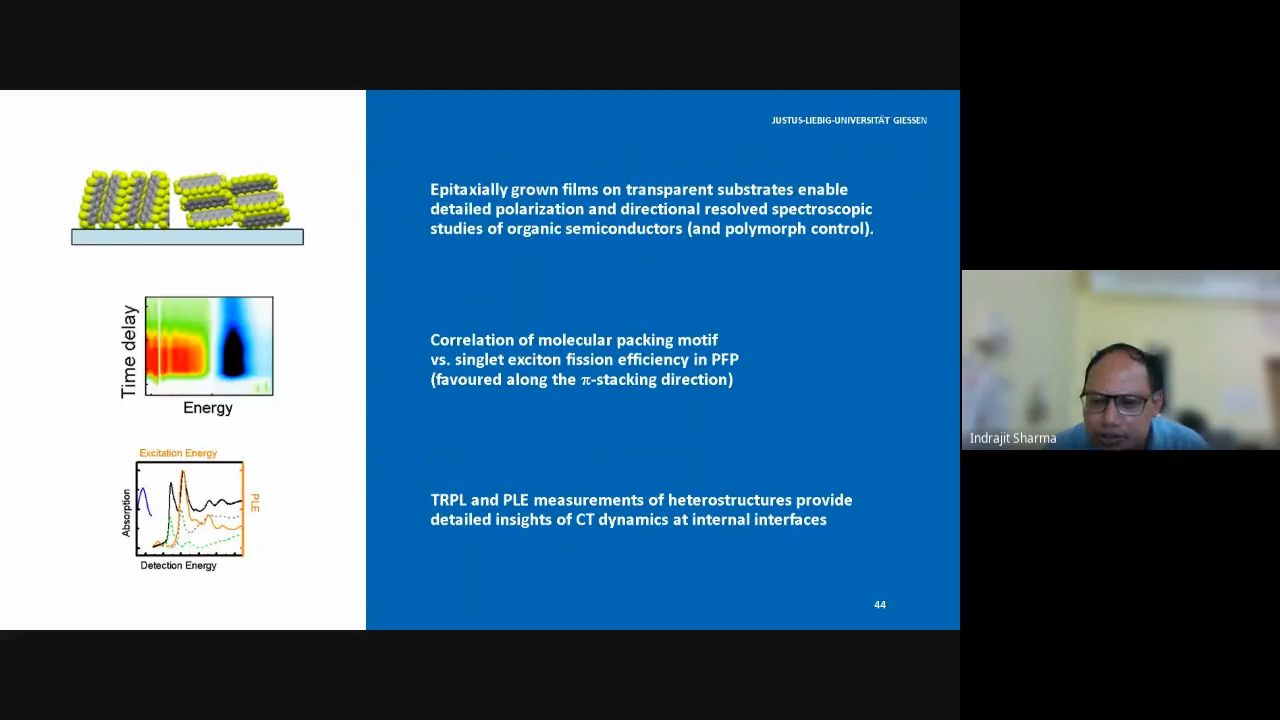 JUSTUS-LIEBIG-UNIVERSITÄT GIESSEN
Epitaxially grown films on transparent substrates enable
detailed polarization and directional resolved spectroscopic
studies of organic semiconductors (and polymorph control).
Time delay
Energy
Correlation of molecular packing motif
vs. singlet exciton fission efficiency in PFP
(favoured along the π-stacking direction)
Excitation Energy
Absorption
PLE
Detection Energy
TRPL and PLE measurements of heterostructures provide
detailed insights of CT dynamics at internal interfaces
44
Indrajit Sharma